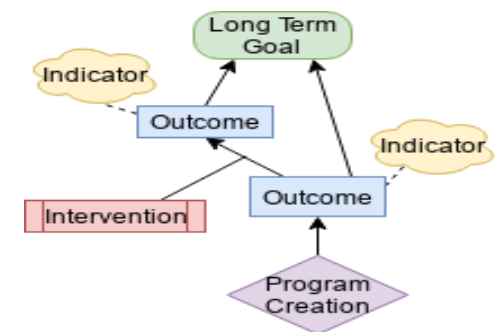 Long Term
Goal
Indicator
Outcome
Indicator
Outcome
Intervention
Program
Creation